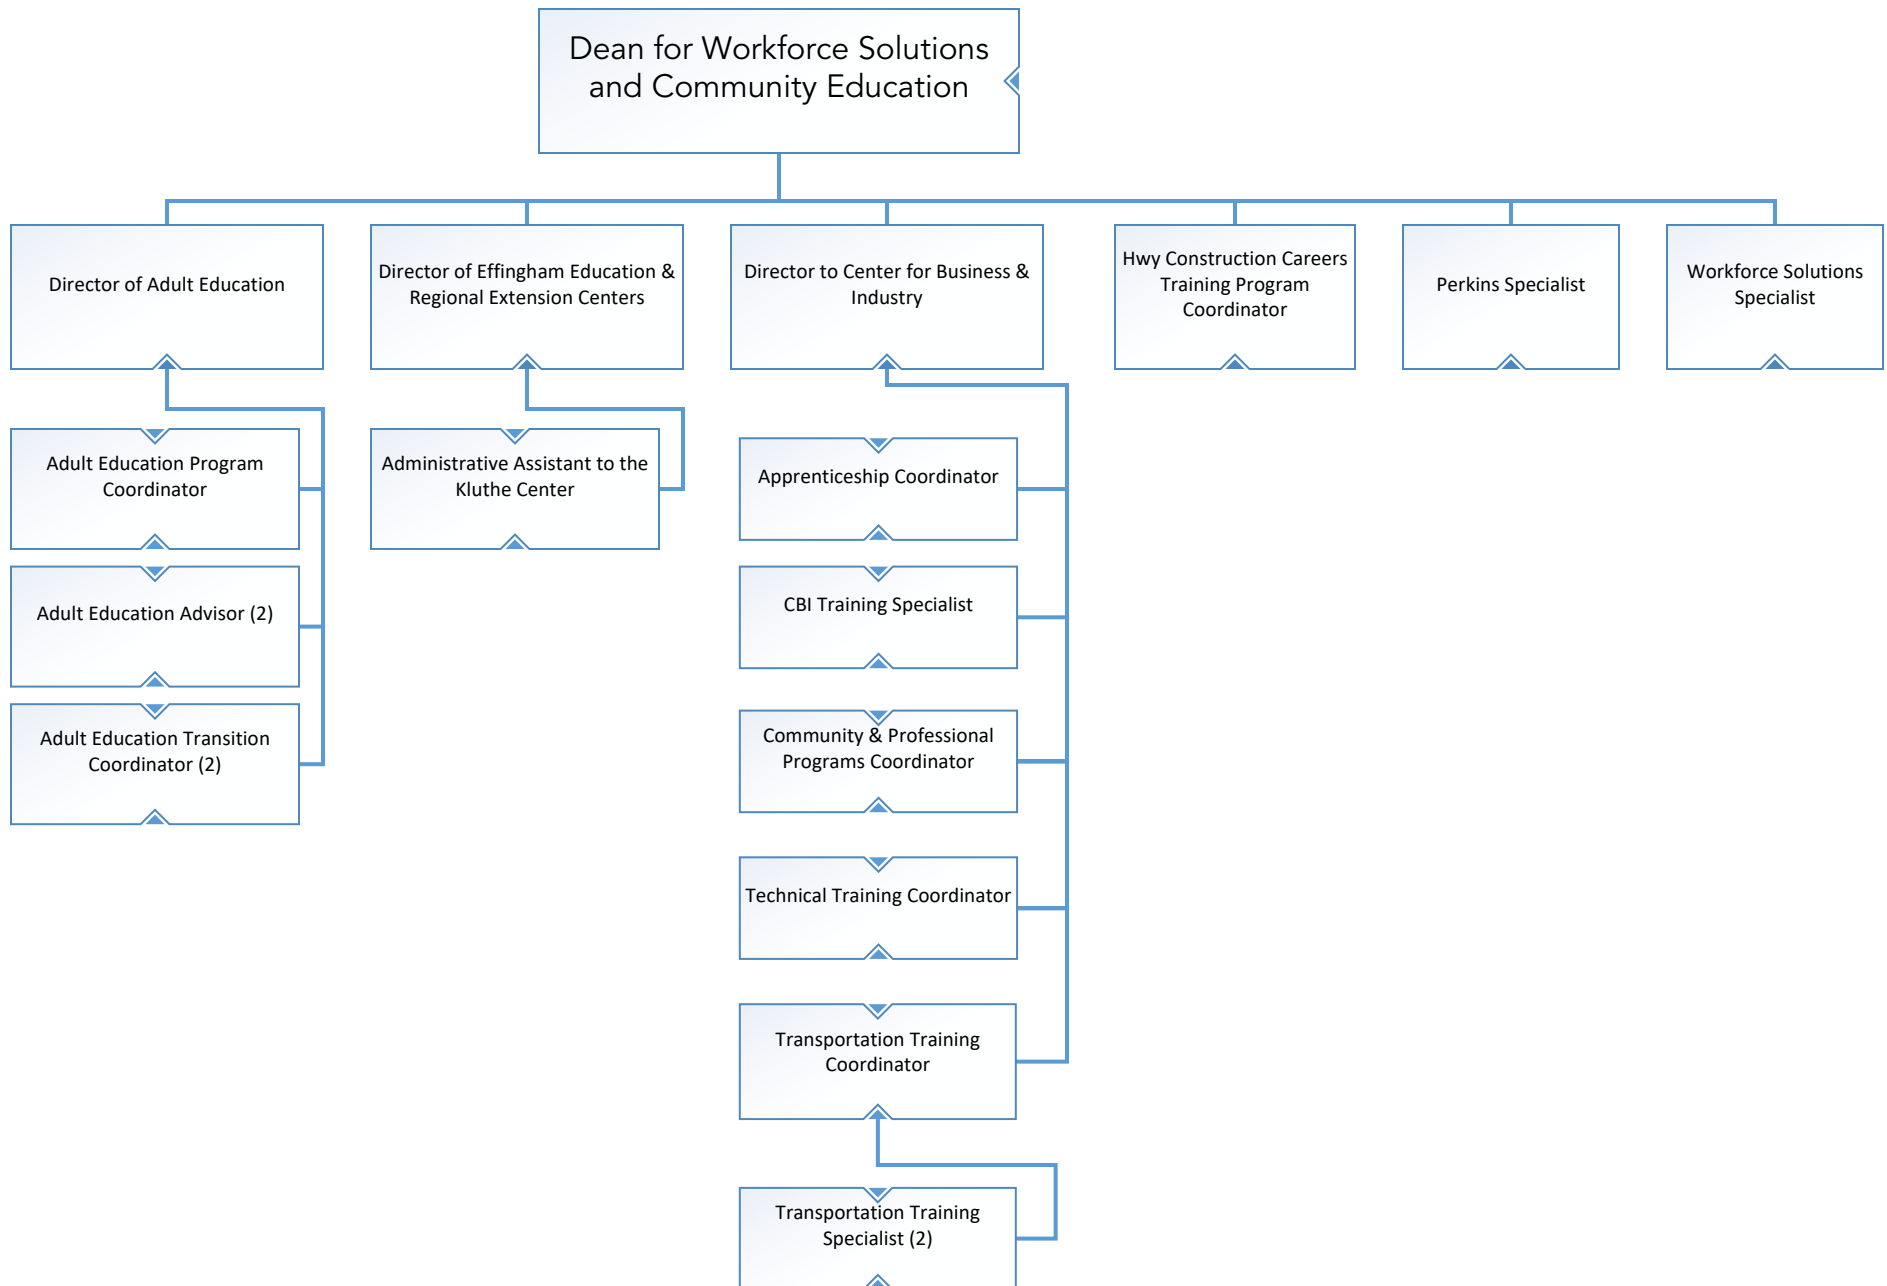 Dean for Workforce Solutions
and Community Education
Director of Adult Education
Director of Effingham Education &
Regional Extension Centers
Director to Center for Business &
Industry
Hwy Construction Careers
Training Program
Coordinator
Perkins Specialist
Workforce Solutions
Specialist
Adult Education Program
Coordinator
Adult Education Advisor (2)
Adult Education Transition
Coordinator (2)
Administrative Assistant to the
Kluthe Center
Apprenticeship Coordinator
CBI Training Specialist
Community & Professional
Programs Coordinator
Technical Training Coordinator
Transportation Training
Coordinator
Transportation Training
Specialist (2)